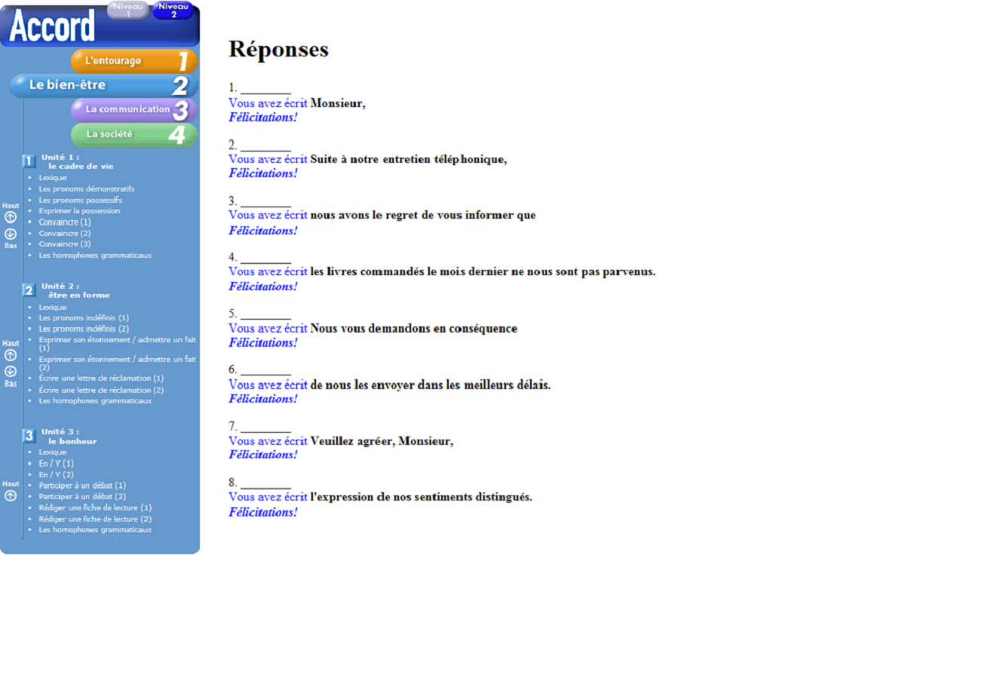 Niveau
1
Niveau
2
Accord
L'entourage 1
Le bien-être 2
La communication 3
La société 4
1 Unité 1 :
le cadre de vie
Lexique
Les pronoms démonstratifs
Les pronoms possessifs
Exprimer la possession
Convaincre (1)
Convaincre (2)
Convaincre (3)
Les homophones grammaticaux
Haut
Bas
2 Unité 2 :
être en forme
Lexique
Les pronoms indéfinis (1)
Les pronoms indéfinis (2)
Exprimer son étonnement / admettre un fait
(1)
Exprimer son étonnement / admettre un fait
(2)
Écrire une lettre de réclamation (1)
Écrire une lettre de réclamation (2)
Les homophones grammaticaux
Haut
Bas
3 Unité 3 :
le bonheur
Lexique
En / Y (1)
En / Y (2)
Participer à un débat (1)
Participer à un débat (2)
Rédiger une fiche de lecture (1)
Rédiger une fiche de lecture (2)
Les homophones grammaticaux
Haut
Réponses
1. ________
Vous avez écrit Monsieur,
Félicitations!
2. ________
Vous avez écrit Suite à notre entretien téléphonique,
Félicitations!
3. ________
Vous avez écrit nous avons le regret de vous informer que
Félicitations!
4. ________
Vous avez écrit les livres commandés le mois dernier ne nous sont pas parvenus.
Félicitations!
5. ________
Vous avez écrit Nous vous demandons en conséquence
Félicitations!
6. ________
Vous avez écrit de nous les envoyer dans les meilleurs délais.
Félicitations!
7. ________
Vous avez écrit Veuillez agréer, Monsieur,
Félicitations!
8. ________
Vous avez écrit l'expression de nos sentiments distingués.
Félicitations!